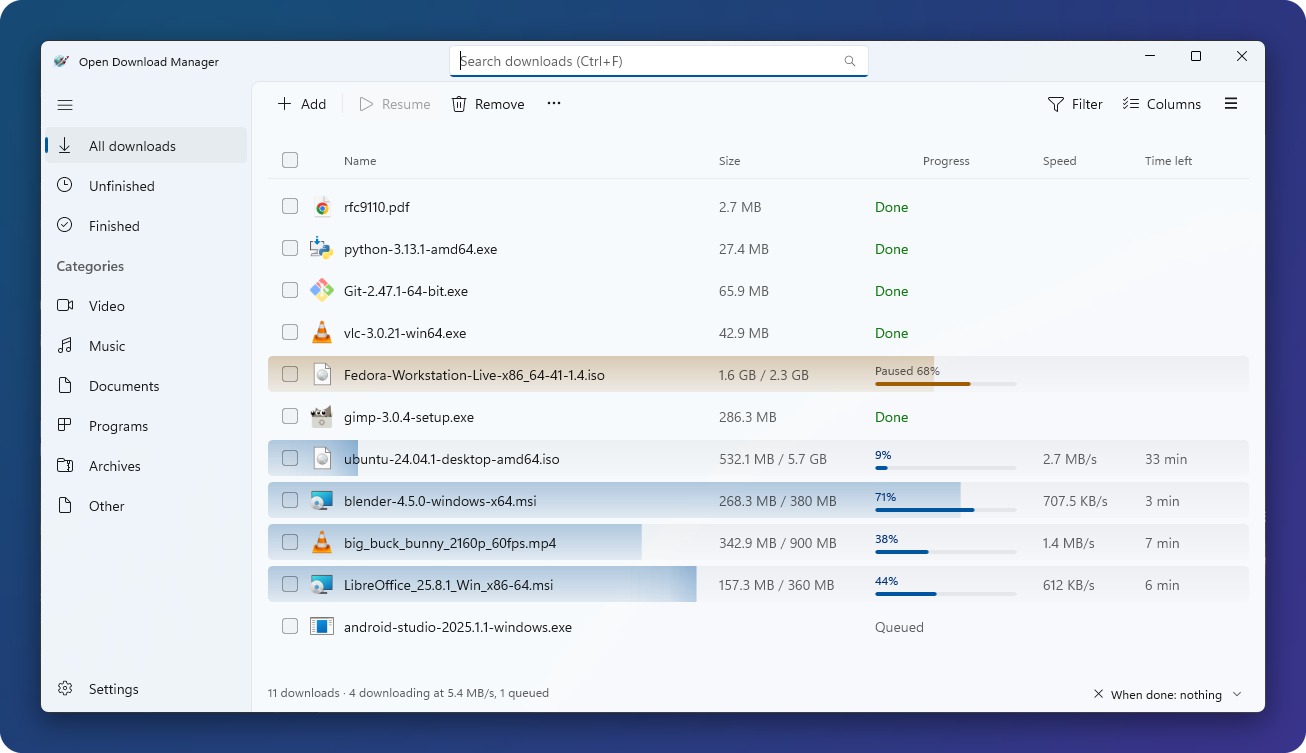 Open Download Manager
Search downloads (Ctrl+F)
Add Resume Remove ··· Filter Columns
All downloads
Unfinished
Finished
Categories
Video
Music
Documents
Programs
Archives
Other
Settings
Name Size Progress Speed Time left
rfc9110.pdf 2.7 MB Done
python-3.13.1-amd64.exe 27.4 MB Done
Git-2.47.1-64-bit.exe 65.9 MB Done
vlc-3.0.21-win64.exe 42.9 MB Done
Fedora-Workstation-Live-x86_64-41-1.4.iso 1.6 GB / 2.3 GB Paused 68%
gimp-3.0.4-setup.exe 286.3 MB Done
ubuntu-24.04.1-desktop-amd64.iso 532.1 MB / 5.7 GB 9% 2.7 MB/s 33 min
blender-4.5.0-windows-x64.msi 268.3 MB / 380 MB 71% 707.5 KB/s 3 min
big_buck_bunny_2160p_60fps.mp4 342.9 MB / 900 MB 38% 1.4 MB/s 7 min
LibreOffice_25.8.1_Win_x86-64.msi 157.3 MB / 360 MB 44% 612 KB/s 6 min
android-studio-2025.1.1-windows.exe Queued
11 downloads · 4 downloading at 5.4 MB/s, 1 queued When done: nothing